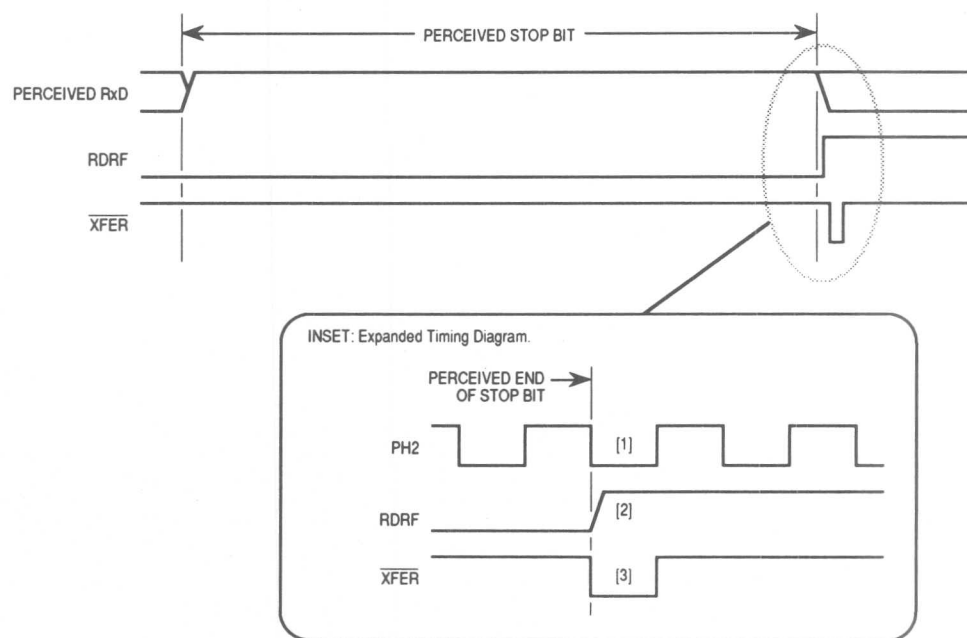 PERCEIVED STOP BIT
PERCEIVED RxD
RDRF
XFER
INSET: Expanded Timing Diagram.
PERCEIVED END
OF STOP BIT
PH2
[1]
RDRF
[2]
XFER
[3]